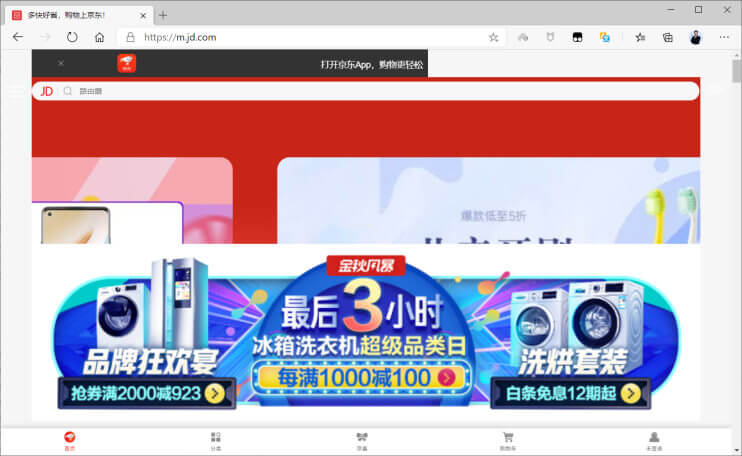 多快好省，购物上京东！
https://m.jd.com
打开京东App，购物更轻松
JD
路由器
爆款低至5折
金秋风暴
最后3小时
冰箱洗衣机超级品类日
每满1000减100
品牌狂欢宴
抢券满2000减923
洗烘套装
白条免息12期起
首页
分类
京喜
购物车
未登录